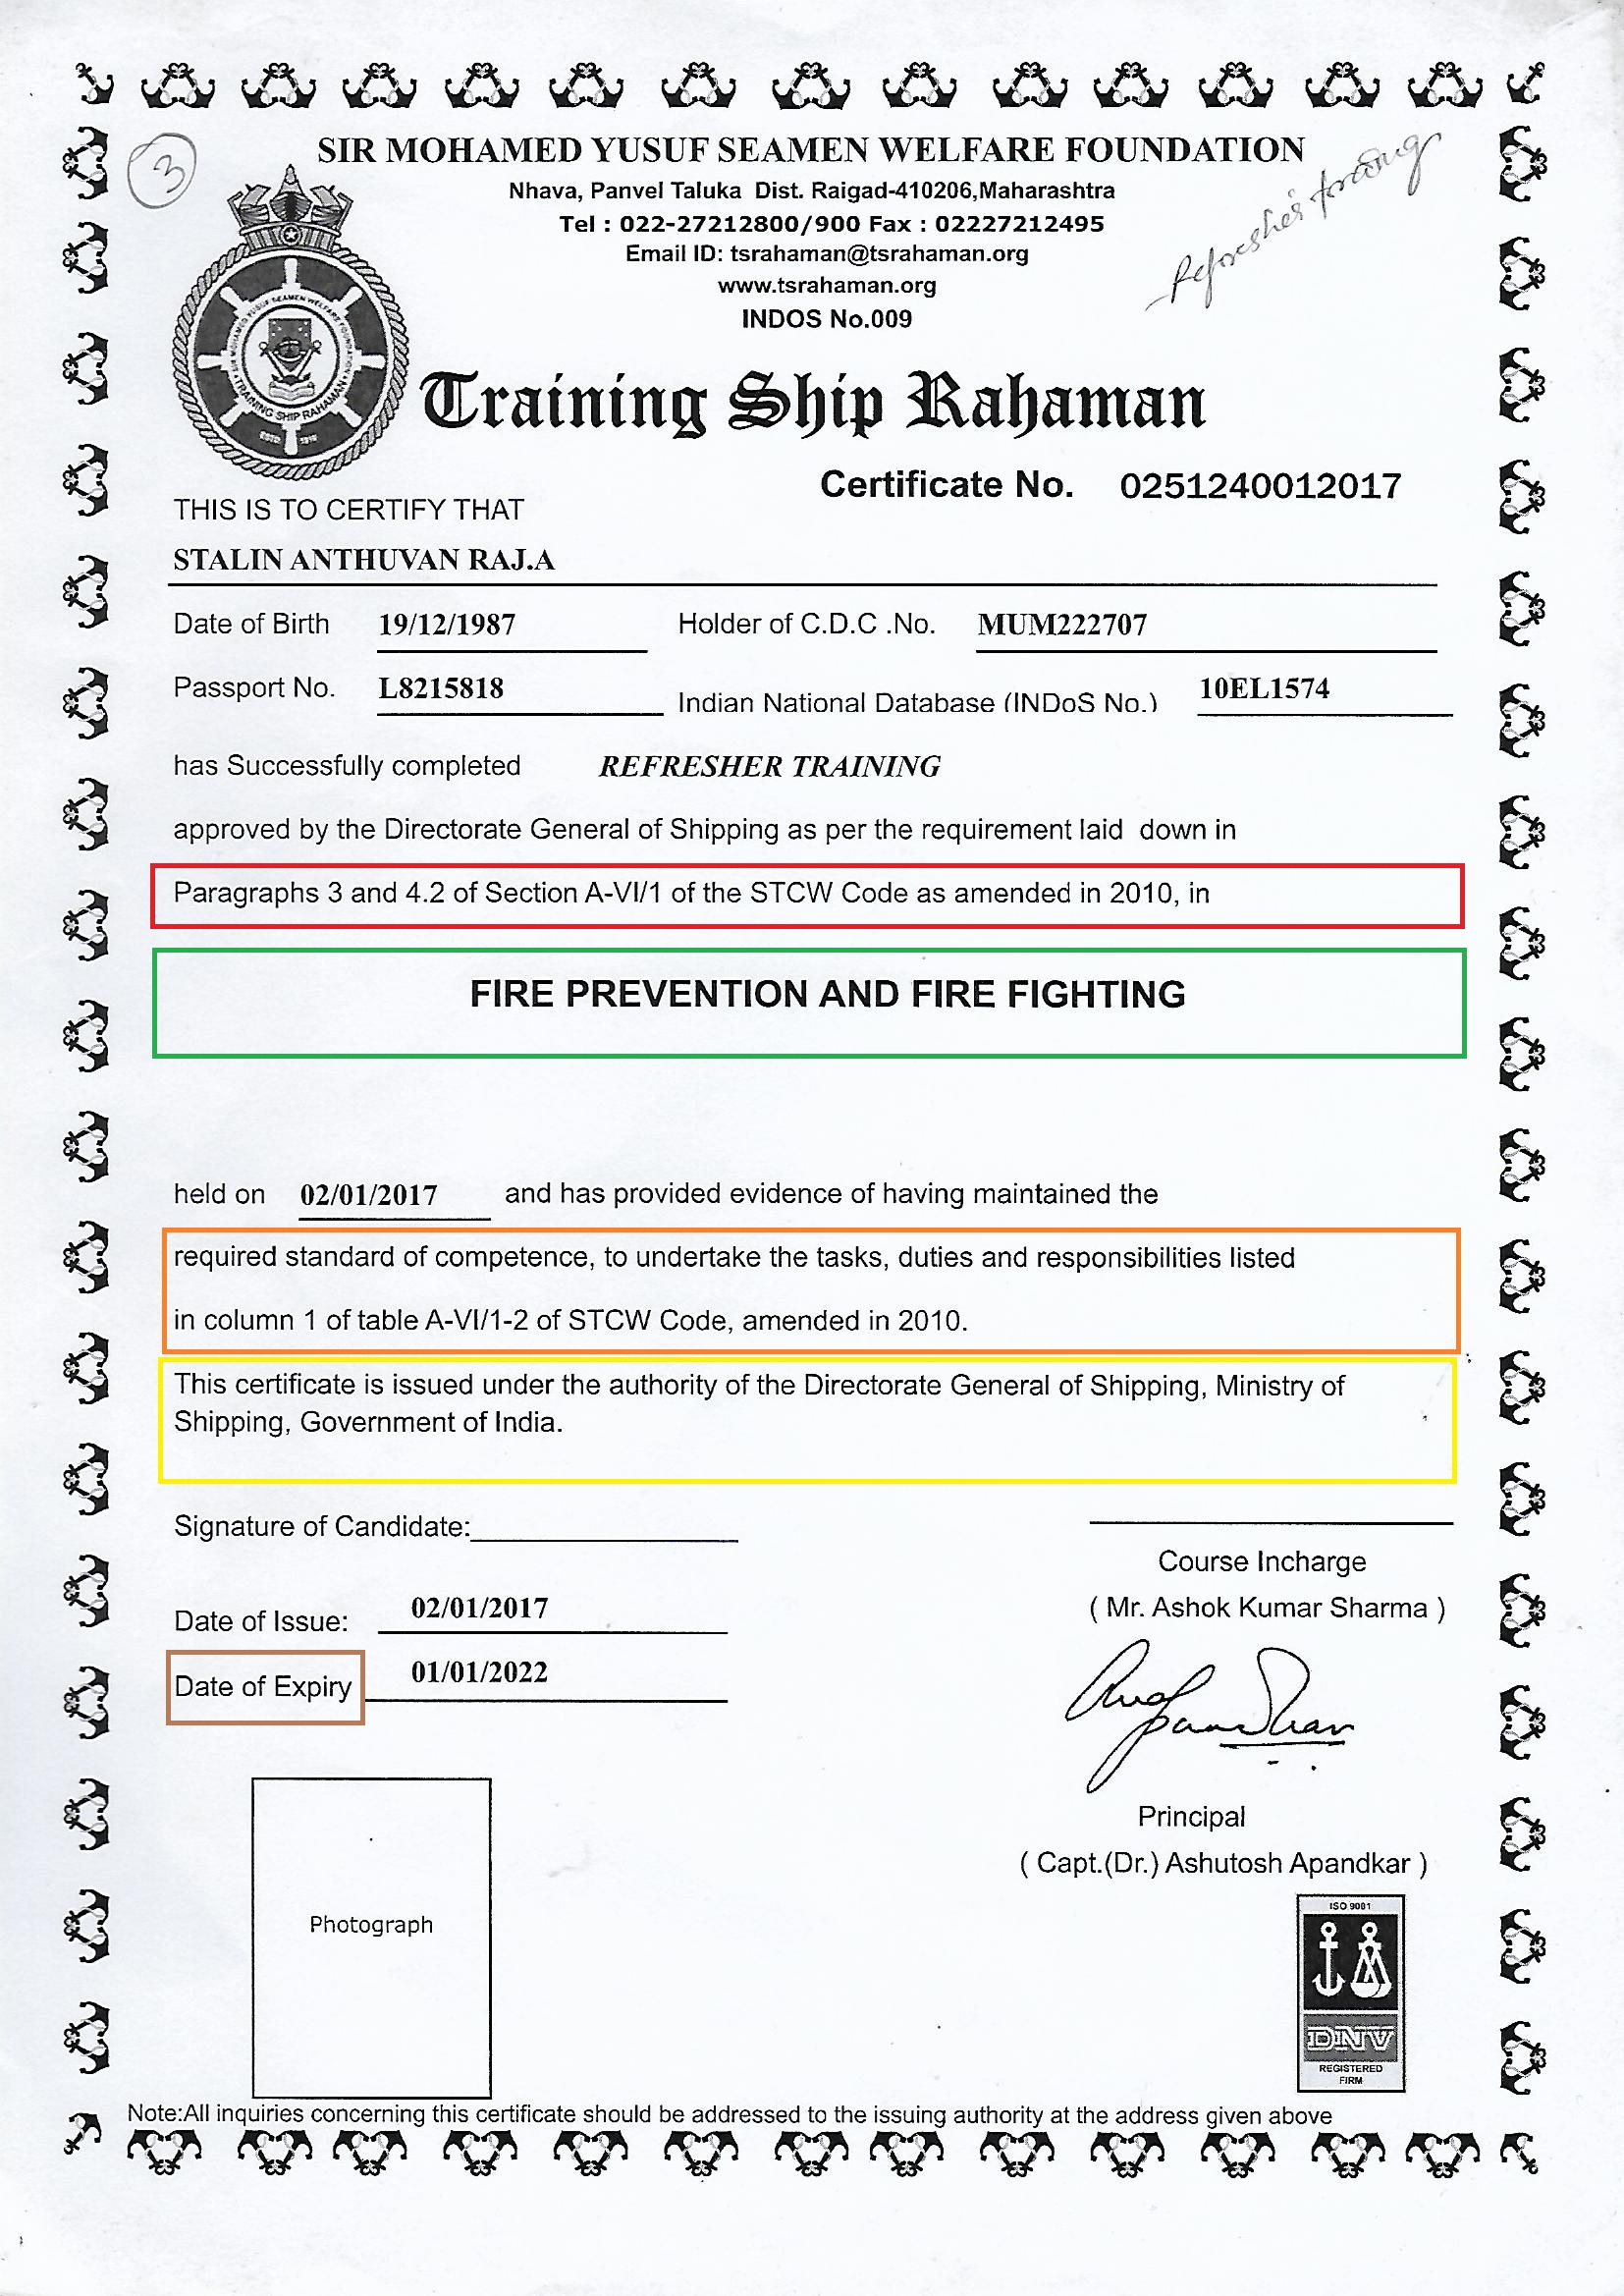 3
SIR MOHAMED YUSUF SEAMEN WELFARE FOUNDATION
Nhava, Panvel Taluka Dist. Raigad-410206,Maharashtra
Tel : 022-27212800/900 Fax : 02227212495
Email ID: tsrahaman@tsrahaman.org
www.tsrahaman.org
INDOS No.009
Refresher training
SIR MOHAMED YUSUF SEAMEN WELFARE FOUNDATION
TRAINING SHIP RAHAMAN
ESTD 1910
Training Ship Rahaman
Certificate No. 0251240012017
THIS IS TO CERTIFY THAT
STALIN ANTHUVAN RAJ.A
Date of Birth 19/12/1987 Holder of C.D.C .No. MUM222707
Passport No. L8215818 Indian National Database (INDoS No.) 10EL1574
has Successfully completed REFRESHER TRAINING
approved by the Directorate General of Shipping as per the requirement laid down in
Paragraphs 3 and 4.2 of Section A-VI/1 of the STCW Code as amended in 2010, in
FIRE PREVENTION AND FIRE FIGHTING
held on 02/01/2017 and has provided evidence of having maintained the
required standard of competence, to undertake the tasks, duties and responsibilities listed
in column 1 of table A-VI/1-2 of STCW Code, amended in 2010.
This certificate is issued under the authority of the Directorate General of Shipping, Ministry of
Shipping, Government of India.
Signature of Candidate:
Course Incharge
( Mr. Ashok Kumar Sharma )
Date of Issue: 02/01/2017
Date of Expiry 01/01/2022
Principal
( Capt.(Dr.) Ashutosh Apandkar )
Photograph
ISO 9001
DNV
REGISTERED
FIRM
Note:All inquiries concerning this certificate should be addressed to the issuing authority at the address given above